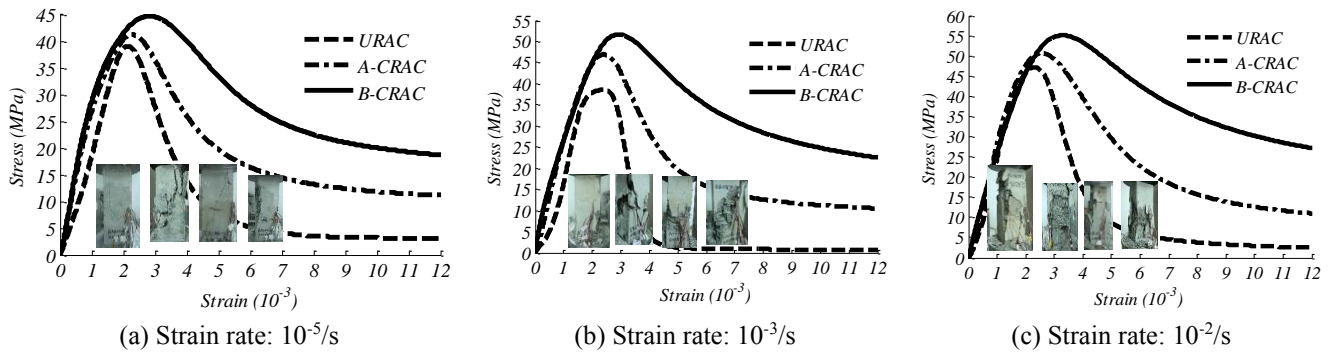 45
40
35
30
25
20
15
10
5
0
Stress (MPa)
0 1 2 3 4 5 6 7 8 9 10 11 12
Strain (10-3)
URAC
A-CRAC
B-CRAC
(a) Strain rate: 10-5/s
55
50
45
40
35
30
25
20
15
10
5
0
Stress (MPa)
0 1 2 3 4 5 6 7 8 9 10 11 12
Strain (10-3)
URAC
A-CRAC
B-CRAC
(b) Strain rate: 10-3/s
60
55
50
45
40
35
30
25
20
15
10
5
0
Stress (MPa)
0 1 2 3 4 5 6 7 8 9 10 11 12
Strain (10-3)
URAC
A-CRAC
B-CRAC
(c) Strain rate: 10-2/s